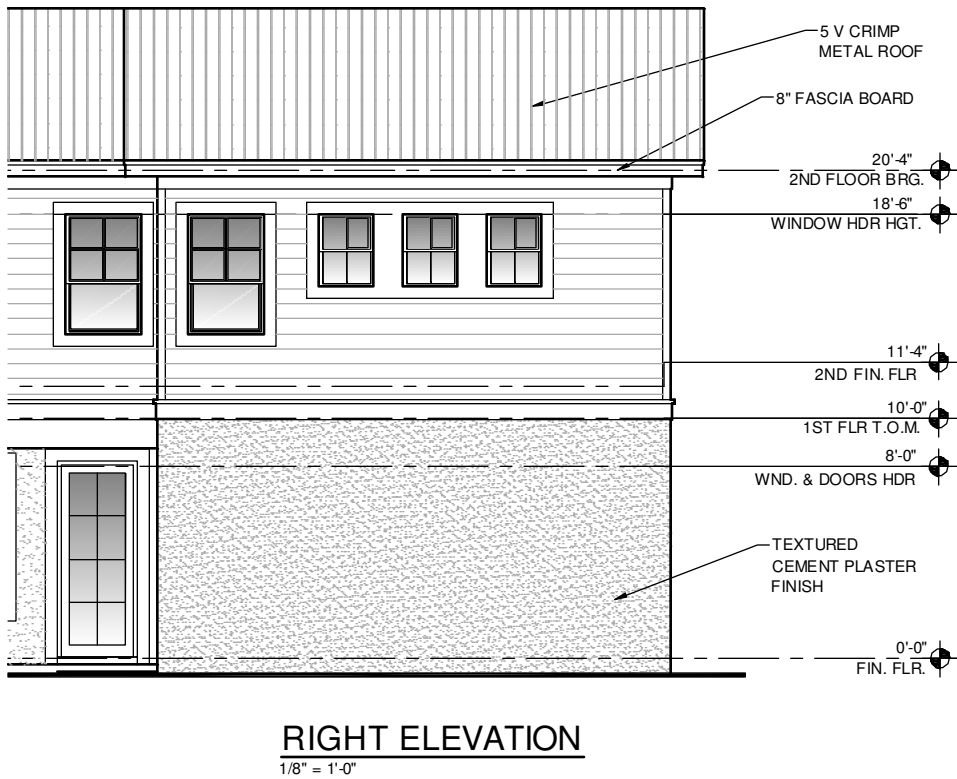 5 V CRIMP
METAL ROOF
8" FASCIA BOARD
20'-4"
2ND FLOOR BRG.
18'-6"
WINDOW HDR HGT.
11'-4"
2ND FIN. FLR
10'-0"
1ST FLR T.O.M.
8'-0"
WND. & DOORS HDR
TEXTURED
CEMENT PLASTER
FINISH
0'-0"
FIN. FLR.
RIGHT ELEVATION
1/8" = 1'-0"